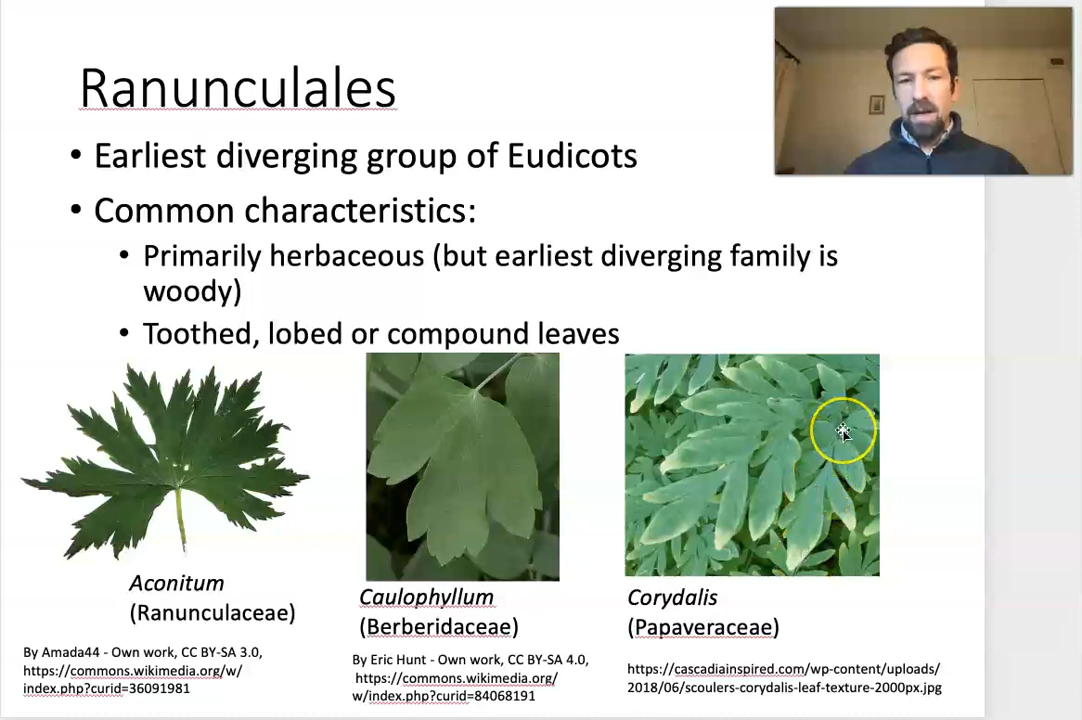 Ranunculales
• Earliest diverging group of Eudicots
• Common characteristics:
• Primarily herbaceous (but earliest diverging family is
woody)
• Toothed, lobed or compound leaves
Aconitum
(Ranunculaceae)
By Amada44 - Own work, CC BY-SA 3.0,
https://commons.wikimedia.org/w/
index.php?curid=36091981
Caulophyllum
(Berberidaceae)
By Eric Hunt - Own work, CC BY-SA 4.0,
https://commons.wikimedia.org/
w/index.php?curid=84068191
Corydalis
(Papaveraceae)
https://cascadiainspired.com/wp-content/uploads/
2018/06/scoulers-corydalis-leaf-texture-2000px.jpg